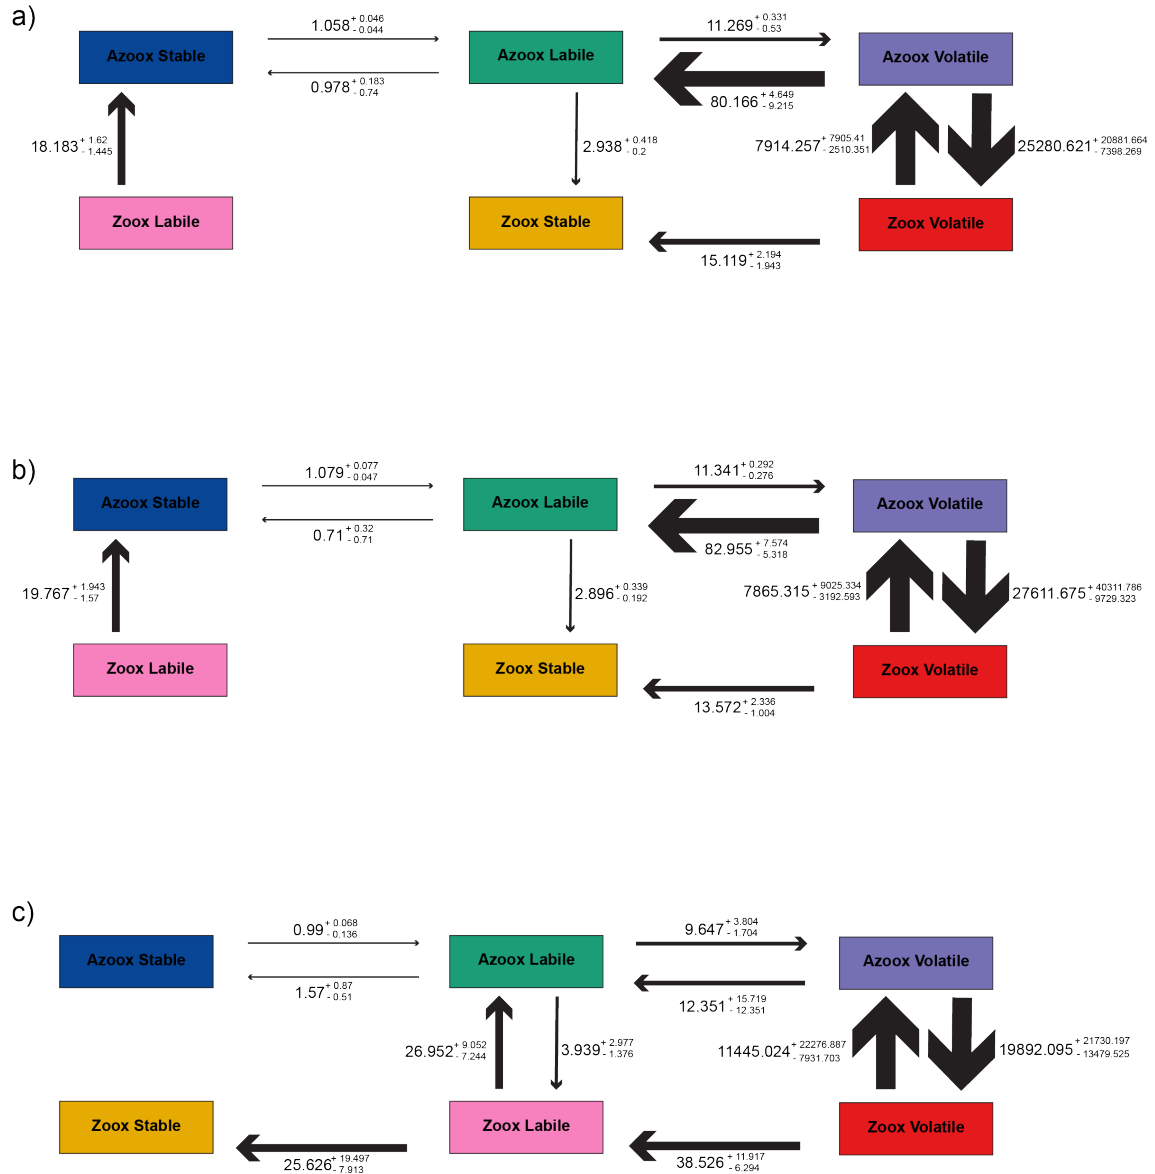 a)
1.058 + 0.046 - 0.044
11.269 + 0.331 - 0.53
Azoox Stable
Azoox Labile
Azoox Volatile
0.978 + 0.183 - 0.74
80.166 + 4.649 - 9.215
18.183 + 1.62 - 1.445
2.938 + 0.418 - 0.2
7914.257 + 7905.41 - 2510.351
25280.621 + 20881.664 - 7398.269
Zoox Labile
Zoox Stable
Zoox Volatile
15.119 + 2.194 - 1.943
b)
1.079 + 0.077 - 0.047
11.341 + 0.292 - 0.276
Azoox Stable
Azoox Labile
Azoox Volatile
0.71 + 0.32 - 0.71
82.955 + 7.574 - 5.318
19.767 + 1.943 - 1.57
2.896 + 0.339 - 0.192
7865.315 + 9025.334 - 3192.593
27611.675 + 40311.786 - 9729.323
Zoox Labile
Zoox Stable
Zoox Volatile
13.572 + 2.336 - 1.004
c)
0.99 + 0.068 - 0.136
9.647 + 3.804 - 1.704
Azoox Stable
Azoox Labile
Azoox Volatile
1.57 + 0.87 - 0.51
12.351 + 15.719 - 12.351
26.952 + 9.052 - 7.244
3.939 + 2.977 - 1.376
11445.024 + 22276.887 - 7931.703
19892.095 + 21730.197 - 13479.525
Zoox Stable
Zoox Labile
Zoox Volatile
25.626 + 19.497 - 7.913
38.526 + 11.917 - 6.294